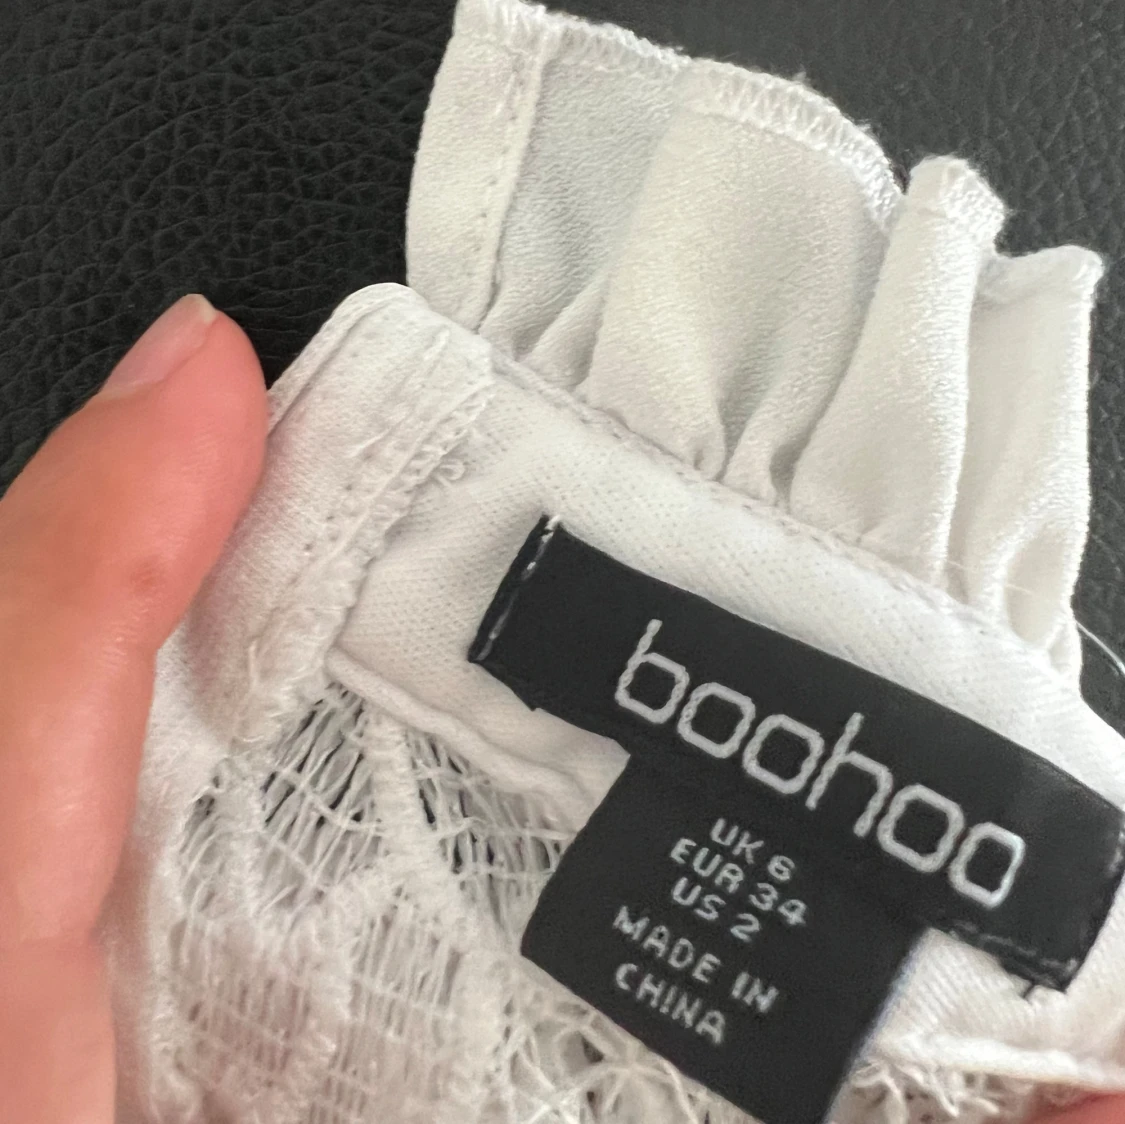 boohoo
UK 6
EUR 34
US 2
MADE IN
CHINA